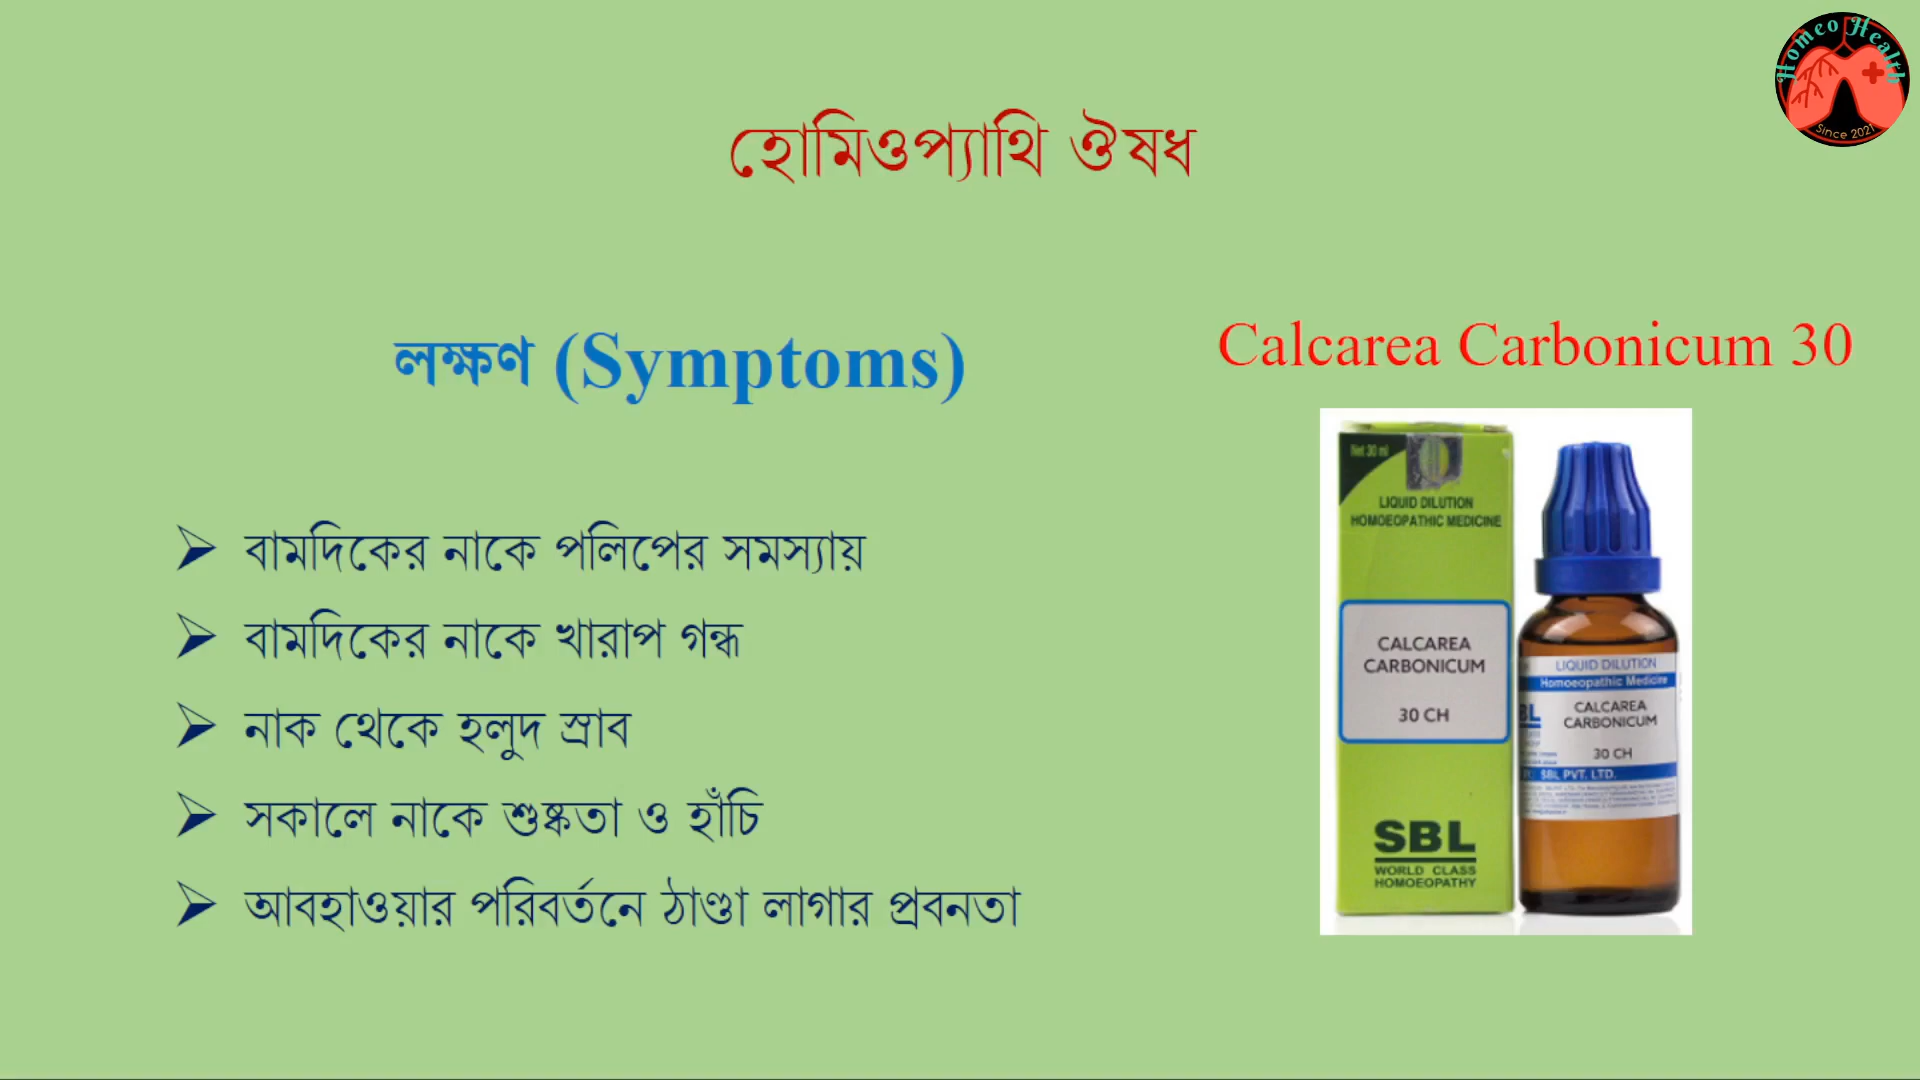 Homeo Health
Since 2021
হোমিওপ্যাথি ঔষধ
লক্ষণ (Symptoms)
বামদিকের নাকে পলিপের সমস্যায়
বামদিকের নাকে খারাপ গন্ধ
নাক থেকে হলুদ স্রাব
সকালে নাকে শুষ্কতা ও হাঁচি
আবহাওয়ার পরিবর্তনে ঠাণ্ডা লাগার প্রবনতা
Calcarea Carbonicum 30
Net 30 ml
LIQUID DILUTION
HOMOEOPATHIC MEDICINE
CALCAREA
CARBONICUM
30 CH
SBL
WORLD CLASS
HOMOEOPATHY
LIQUID DILUTION
Homoeopathic Medicine
CALCAREA
CARBONICUM
30 CH
SBL PVT. LTD.